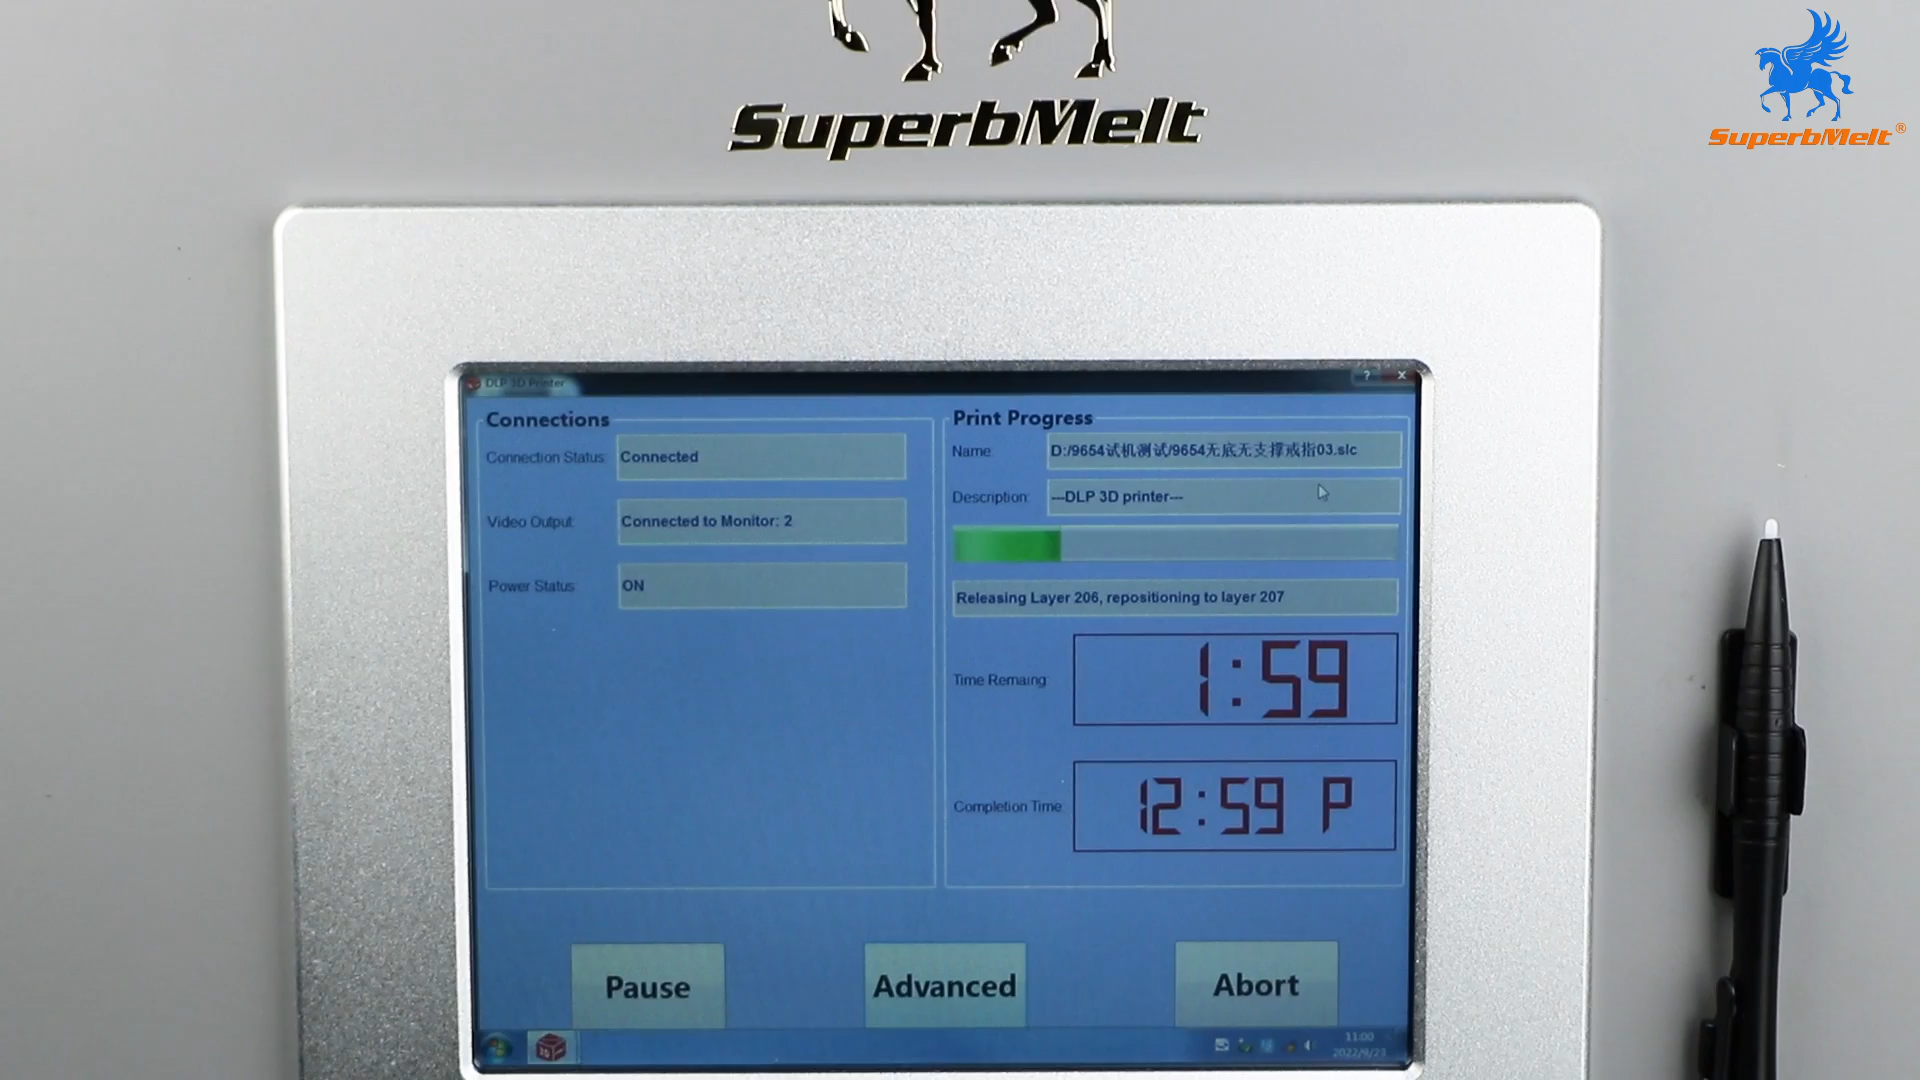 SuperbMelt
SuperbMelt®
DLP 3D Printer
?
Connections
Connection Status:
Connected
Video Output:
Connected to Monitor: 2
Power Status:
ON
Print Progress
Name:
D:/9654试机测试/9654无底无支撑戒指03.slc
Description:
---DLP 3D printer---
Releasing Layer 206, repositioning to layer 207
Time Remaing:
1:59
Completion Time:
12:59 P
Pause
Advanced
Abort
11:00